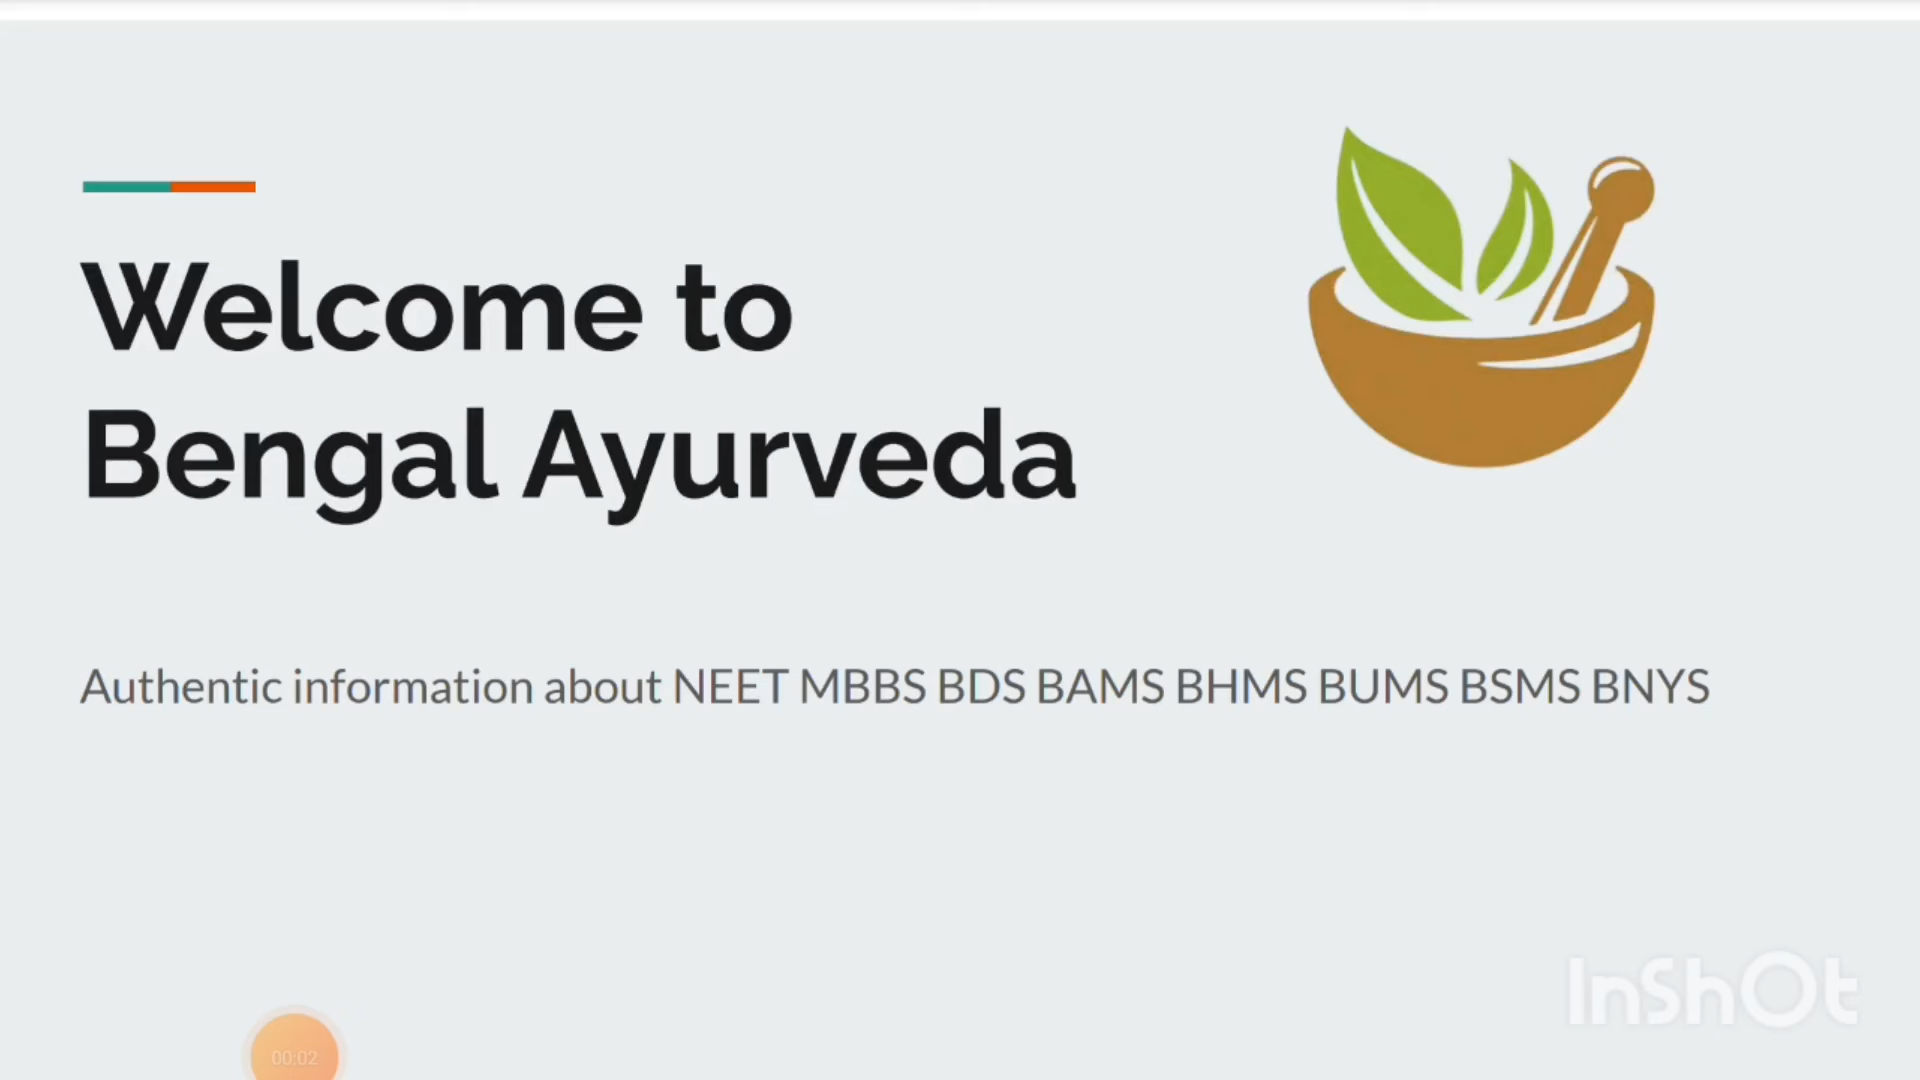 Welcome to
Bengal Ayurveda
Authentic information about NEET MBBS BDS BAMS BHMS BUMS BSMS BNYS
InShOt
00:02